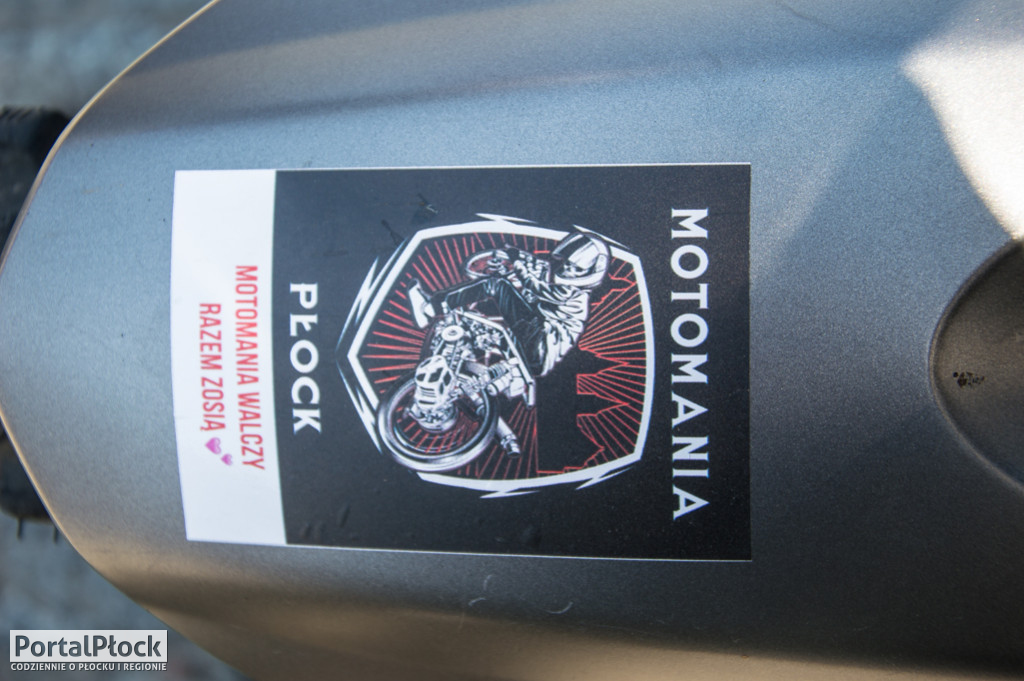 MOTOMANIA
PŁOCK
MOTOMANIA WALCZY
RAZEM ZOSIĄ
PortalPłock
CODZIENNIE O PŁOCKU I REGIONIE